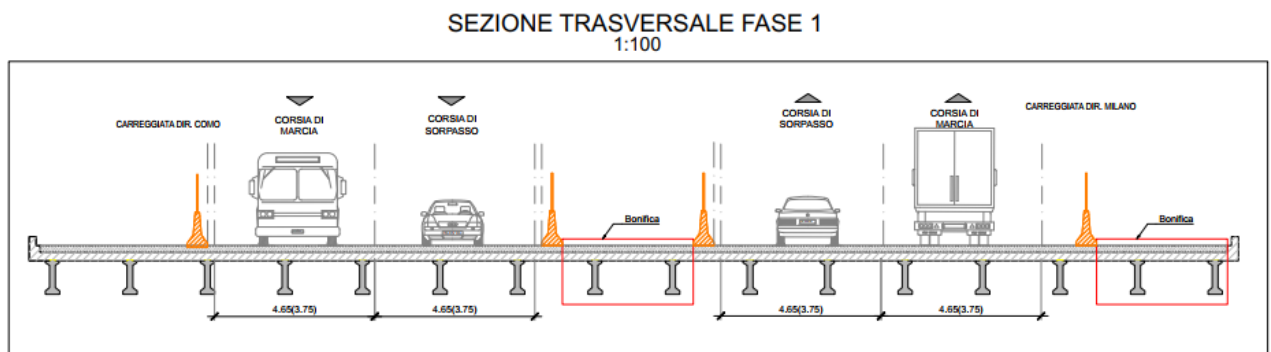 SEZIONE TRASVERSALE FASE 1
1:100
CARREGGIATA DIR. COMO
CORSIA DI
MARCIA
CORSIA DI
SORPASSO
CORSIA DI
SORPASSO
CORSIA DI
MARCIA
CARREGGIATA DIR. MILANO
Bonifica
Bonifica
4.65(3.75)
4.65(3.75)
4.65(3.75)
4.65(3.75)